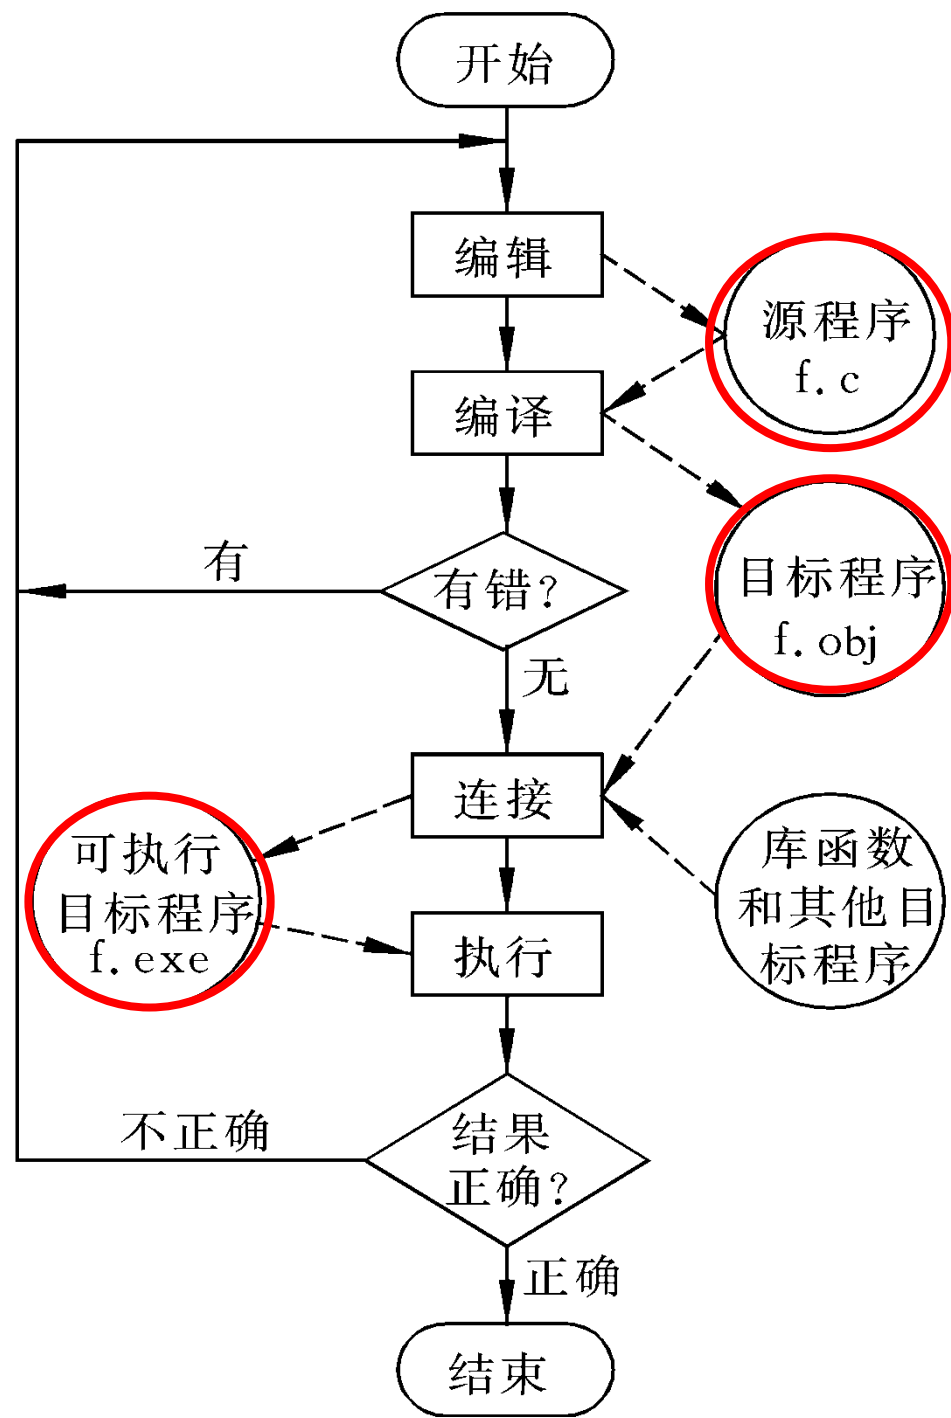 开始
编辑
源程序
f.c
编译
有
有错?
目标程序
f.obj
无
连接
可执行
目标程序
f.exe
库函数
和其他目
标程序
执行
不正确
结果
正确?
正确
结束